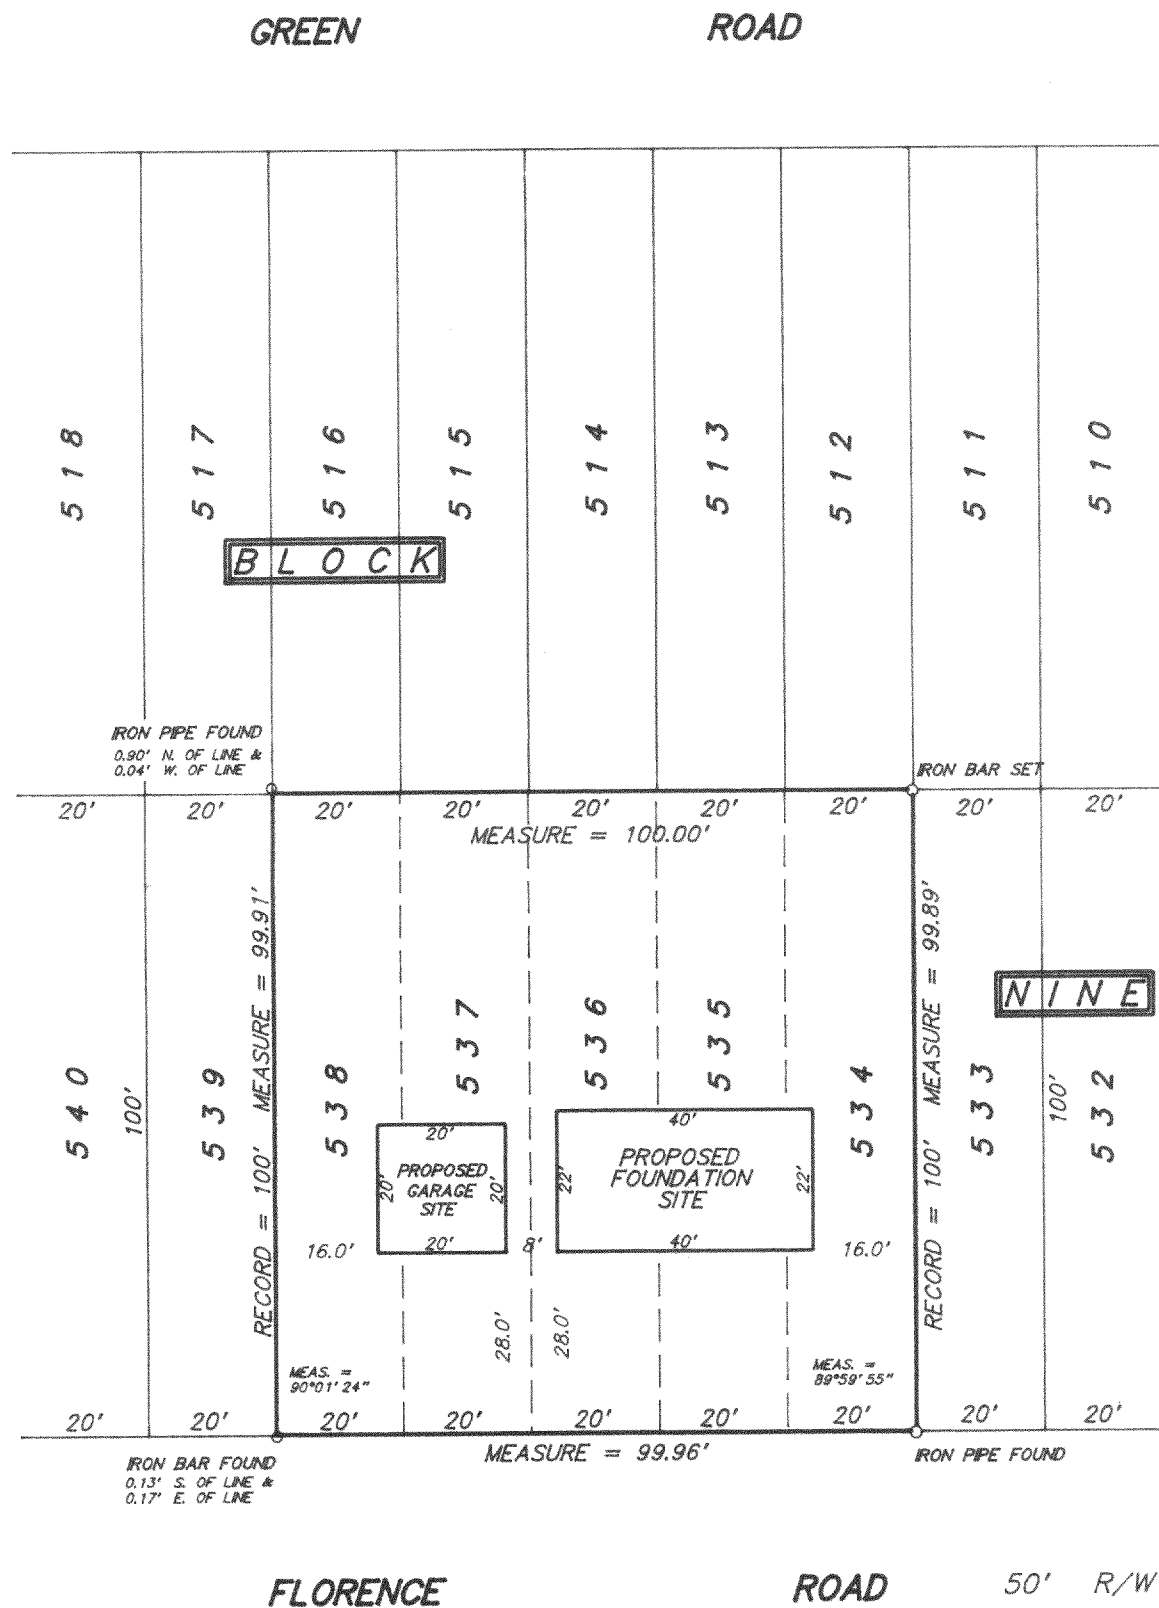 GREEN ROAD
518 517 516 515 514 513 512 511 510
BLOCK
IRON PIPE FOUND
0.90' N. OF LINE &
0.04' W. OF LINE
IRON BAR SET
20' 20' 20' 20' 20' 20' 20' 20' 20'
MEASURE = 100.00'
RECORD = 100' MEASURE = 99.91'
RECORD = 100' MEASURE = 99.89'
NINE
540 100' 539 538 537 536 535 534 533 100' 532
20'
20'
PROPOSED
GARAGE
SITE
20'
20'
40'
22'
PROPOSED
FOUNDATION
SITE
22'
40'
16.0' 8' 16.0'
28.0' 28.0'
MEAS. =
90°01'24"
MEAS. =
89°59'55"
20' 20' 20' 20' 20' 20' 20' 20' 20'
MEASURE = 99.96'
IRON BAR FOUND
0.13' S. OF LINE &
0.17' E. OF LINE
IRON PIPE FOUND
FLORENCE ROAD 50' R/W